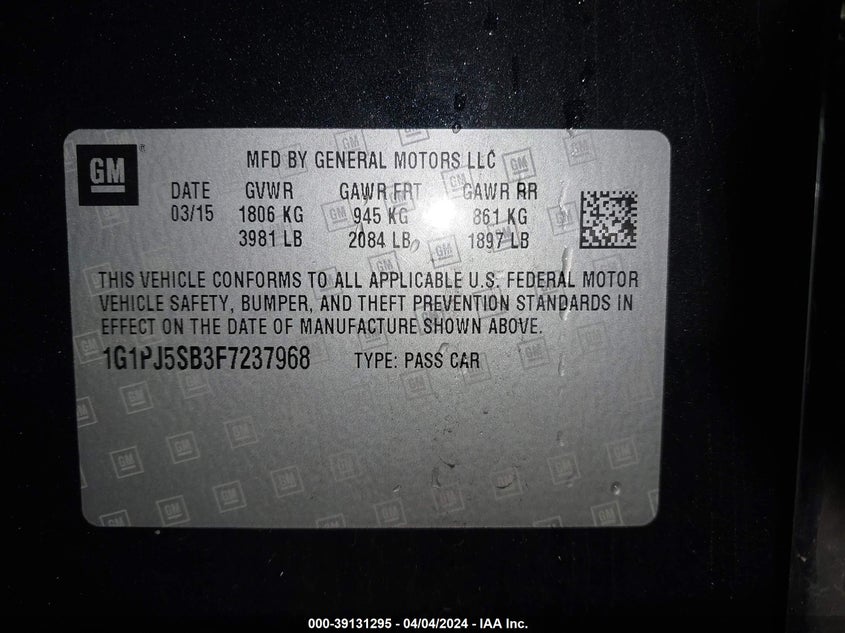 GM ® MFD BY GENERAL MOTORS LLC
DATE GVWR GAWR FRT GAWR RR
03/15 1806 KG 945 KG 861 KG
3981 LB 2084 LB 1897 LB
THIS VEHICLE CONFORMS TO ALL APPLICABLE U.S. FEDERAL MOTOR
VEHICLE SAFETY, BUMPER, AND THEFT PREVENTION STANDARDS IN
EFFECT ON THE DATE OF MANUFACTURE SHOWN ABOVE.
1G1PJ5SB3F7237968 TYPE: PASS CAR
000-39131295 - 04/04/2024 - IAA Inc.